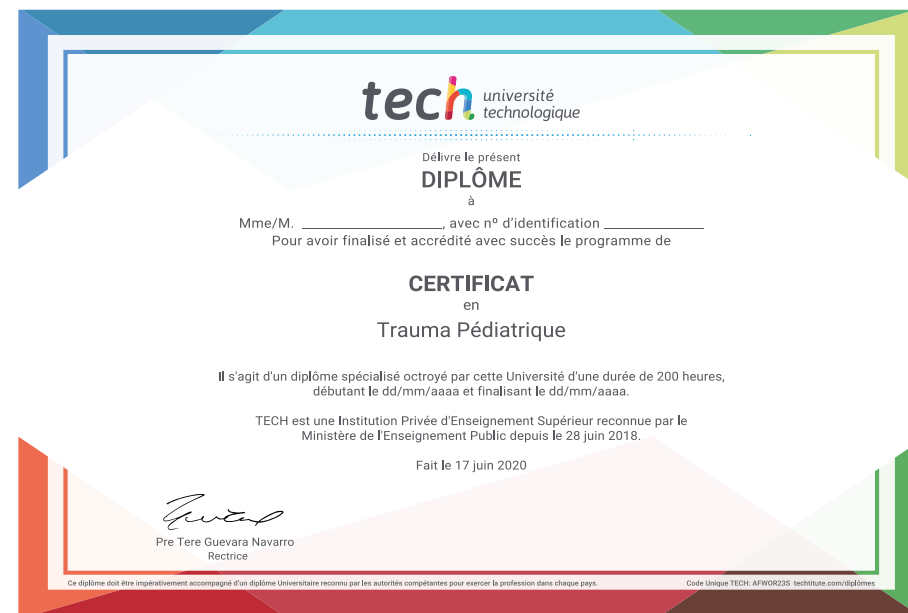 tech université
technologique
Délivre le présent
DIPLÔME
à
Mme/M. ____________________, avec nº d'identification ______________
Pour avoir finalisé et accrédité avec succès le programme de
CERTIFICAT
en
Trauma Pédiatrique
Il s'agit d'un diplôme spécialisé octroyé par cette Université d'une durée de 200 heures,
débutant le dd/mm/aaaa et finalisant le dd/mm/aaaa.
TECH est une Institution Privée d'Enseignement Supérieur reconnue par le
Ministère de l'Enseignement Public depuis le 28 juin 2018.
Fait le 17 juin 2020
Pre Tere Guevara Navarro
Rectrice
Ce diplôme doit être impérativement accompagné d'un diplôme Universitaire reconnu par les autorités compétantes pour exercer la profession dans chaque pays.
Code Unique TECH: AFWOR23S techtitute.com/diplômes